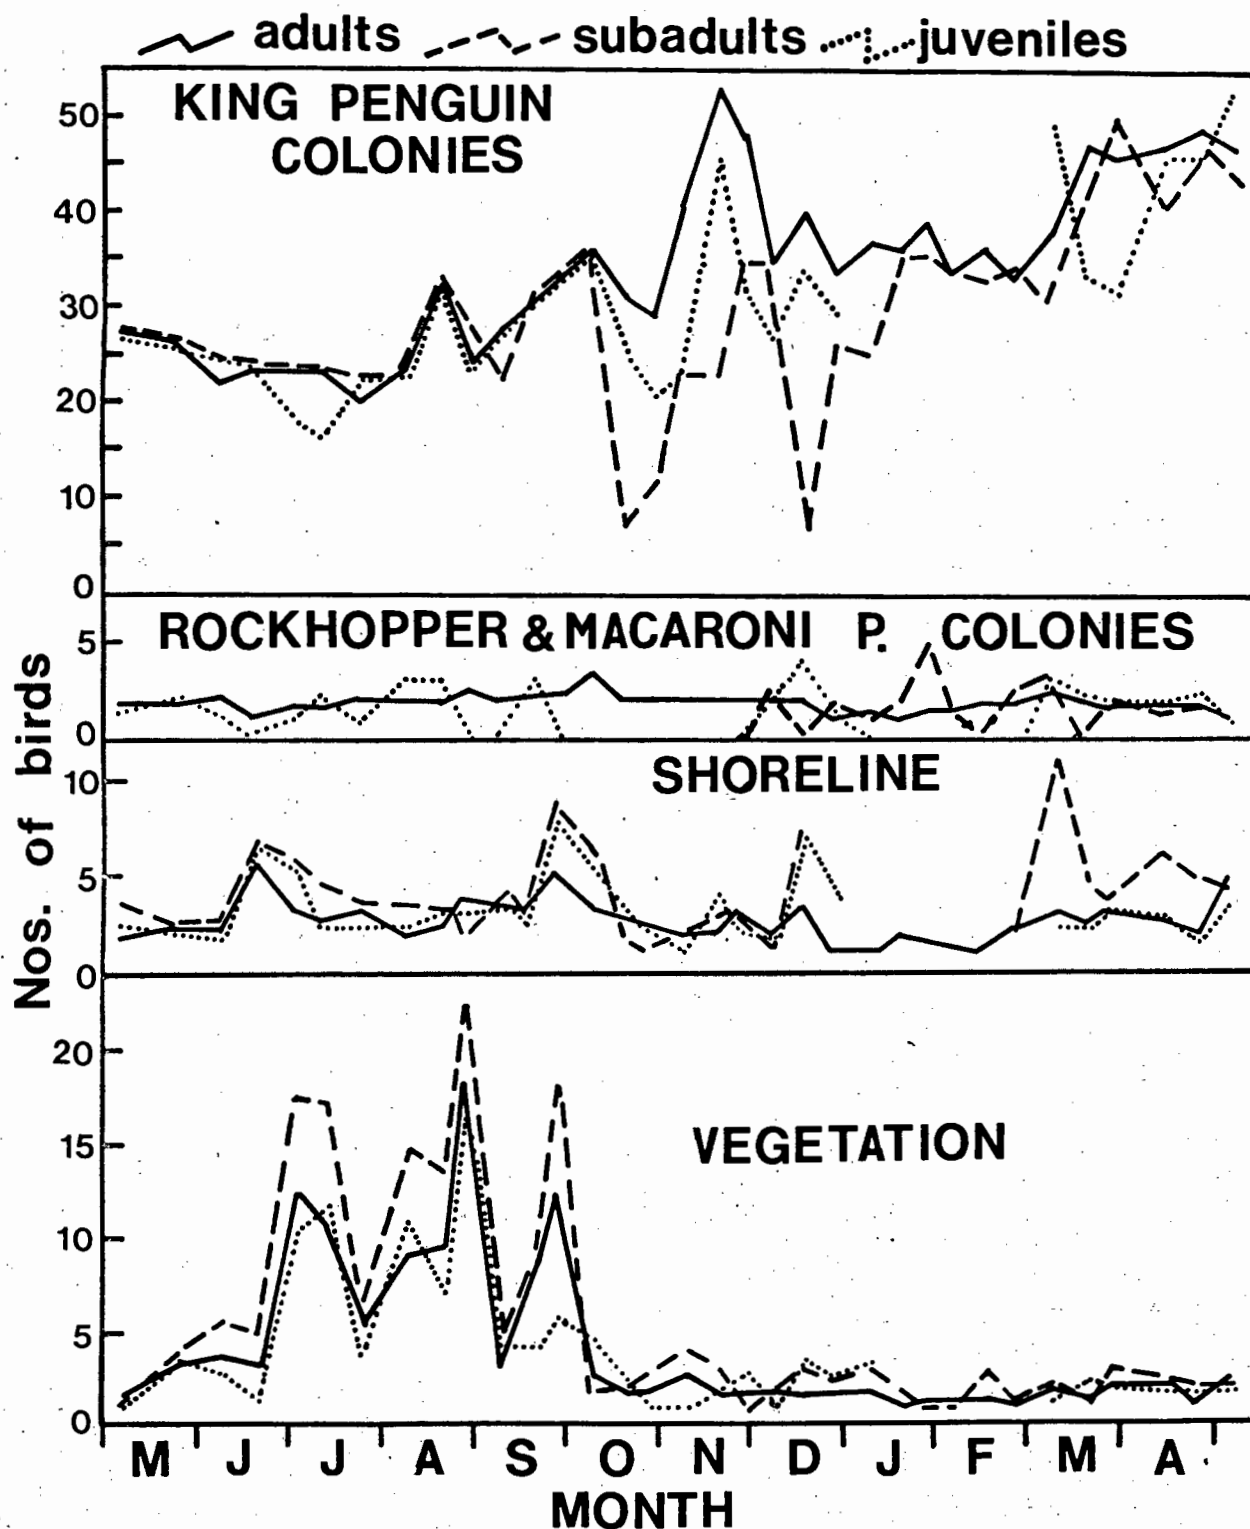 adults subadults juveniles
KING PENGUIN
COLONIES
50
40
30
20
10
0
ROCKHOPPER & MACARONI P. COLONIES
5
0
SHORELINE
10
5
0
VEGETATION
20
15
10
5
0
Nos. of birds
M J J A S O N D J F M A
MONTH